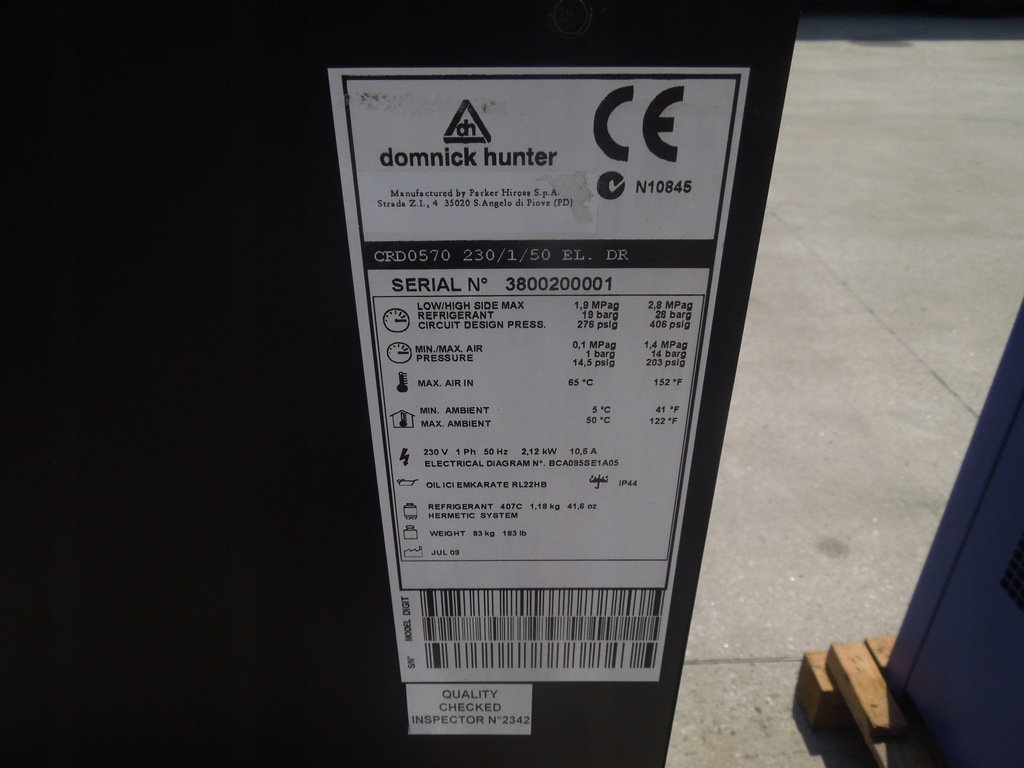 dh
domnick hunter
CE
N10845
Manufactured by Parker Hiross S.p.A.
Strada Z.I., 4 35020 S.Angelo di Piove (PD)
CRD0570 230/1/50 EL. DR
SERIAL N° 3800200001
LOW/HIGH SIDE MAX 1,9 MPag 2,8 MPag
REFRIGERANT 19 barg 28 barg
CIRCUIT DESIGN PRESS. 276 psig 406 psig
MIN./MAX. AIR 0,1 MPag 1,4 MPag
PRESSURE 1 barg 14 barg
14,5 psig 203 psig
MAX. AIR IN 65 °C 152 °F
MIN. AMBIENT 5 °C 41 °F
MAX. AMBIENT 50 °C 122 °F
230 V 1 Ph 50 Hz 2,12 kW 10,6 A
ELECTRICAL DIAGRAM N°. BCA095SE1A05
OIL ICI EMKARATE RL22HB IP44
REFRIGERANT 407C 1,18 kg 41,6 oz
HERMETIC SYSTEM
WEIGHT 83 kg 183 lb
JUL 09
MODEL DIGIT
S/N°
QUALITY
CHECKED
INSPECTOR N°2342